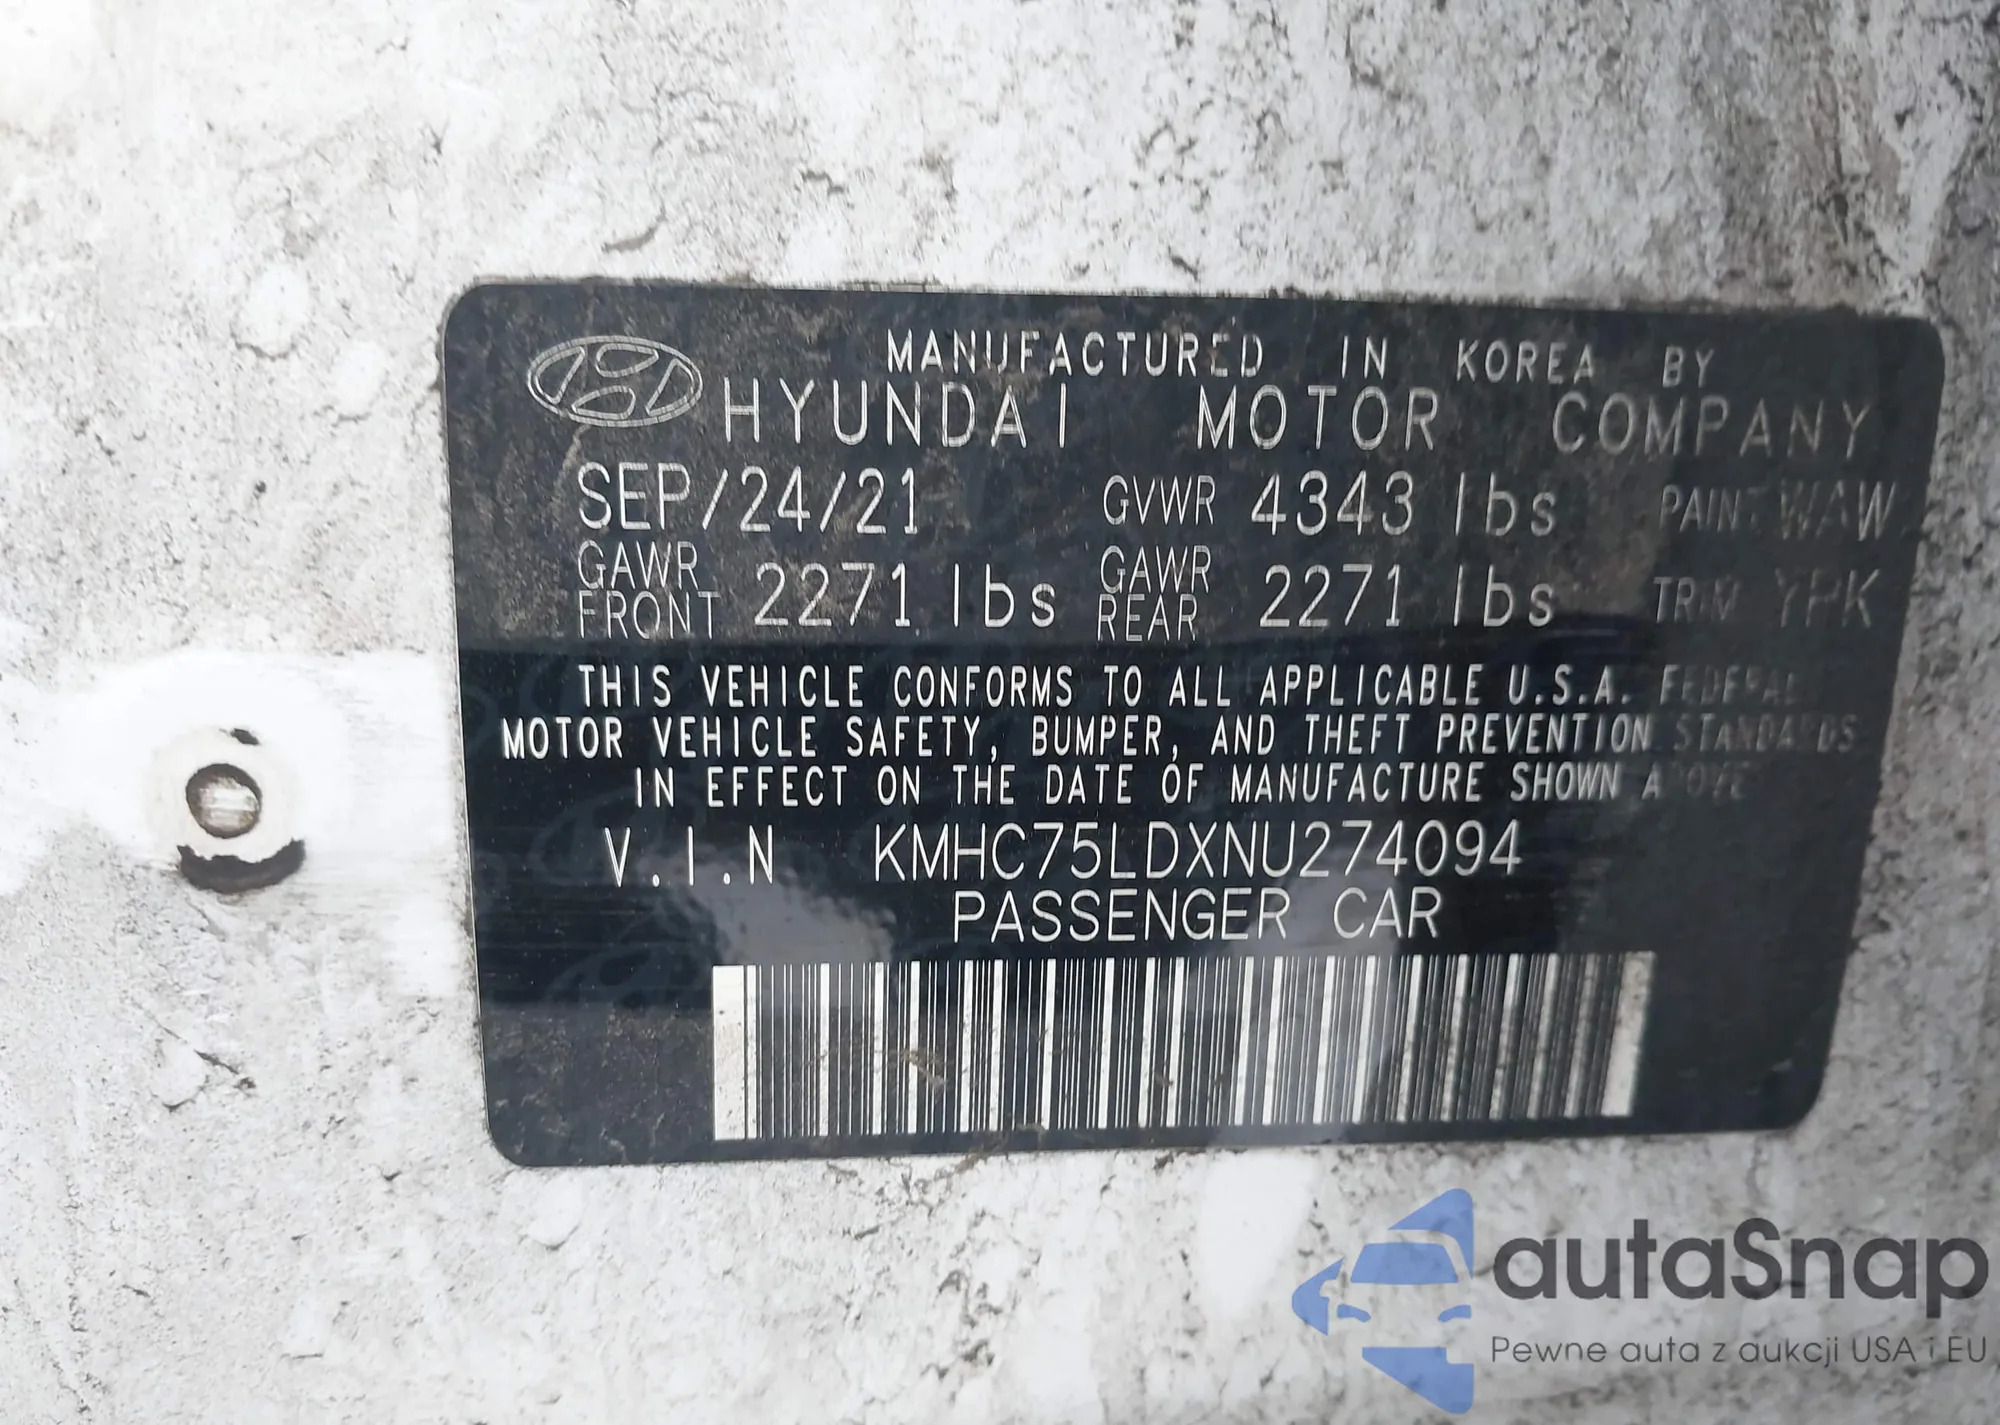 MANUFACTURED IN KOREA BY
HYUNDAI MOTOR COMPANY
SEP/24/21 GVWR 4343 lbs PAINT WAW
GAWR FRONT 2271 lbs GAWR REAR 2271 lbs TRIM YPK
THIS VEHICLE CONFORMS TO ALL APPLICABLE U.S.A. FEDERAL
MOTOR VEHICLE SAFETY, BUMPER, AND THEFT PREVENTION STANDARDS
IN EFFECT ON THE DATE OF MANUFACTURE SHOWN ABOVE
V.I.N KMHC75LDXNU274094
PASSENGER CAR
autaSnap
Pewne auta z aukcji USA i EU